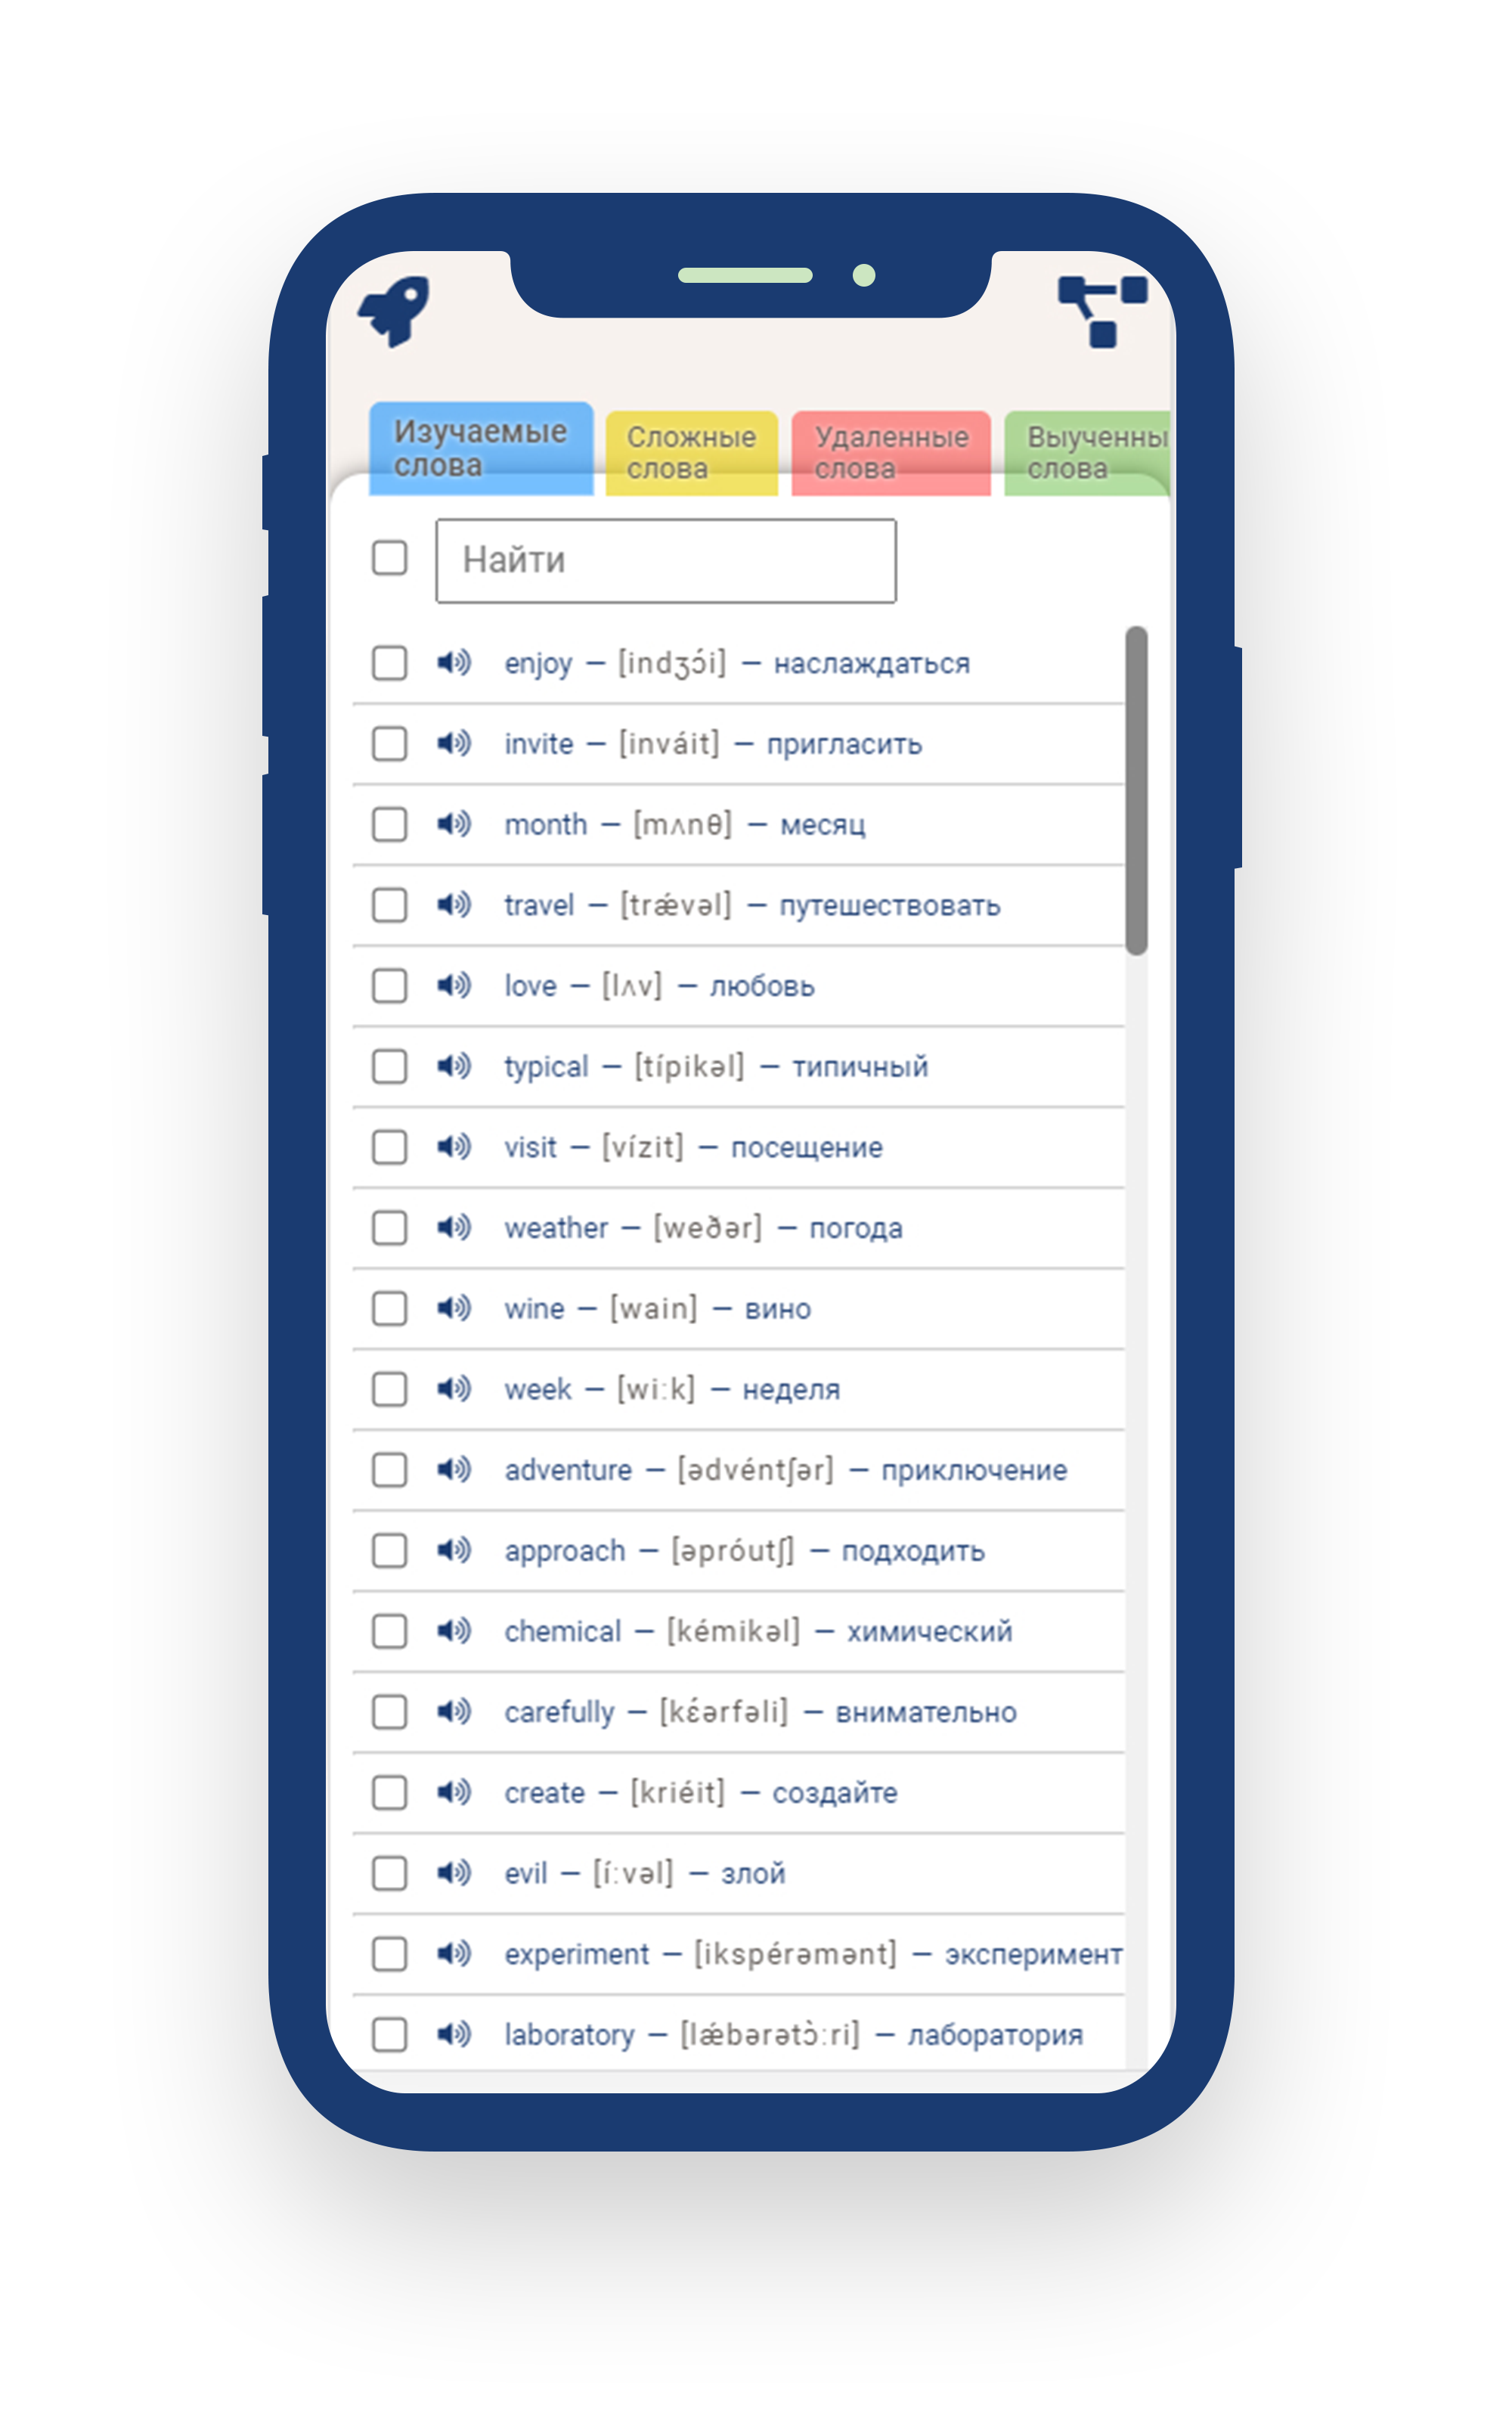 Изучаемые
слова
Сложные
слова
Удаленные
слова
Выученны
слова
Найти
enjoy — [indʒɔ́i] — наслаждаться
invite — [inváit] — пригласить
month — [mʌnθ] — месяц
travel — [trǽvəl] — путешествовать
love — [lʌv] — любовь
typical — [típikəl] — типичный
visit — [vízit] — посещение
weather — [weðər] — погода
wine — [wain] — вино
week — [wi:k] — неделя
adventure — [ədvéntʃər] — приключение
approach — [əpróutʃ] — подходить
chemical — [kémikəl] — химический
carefully — [kɛ́ərfəli] — внимательно
create — [kriéit] — создайте
evil — [í:vəl] — злой
experiment — [ikspérəmənt] — эксперимент
laboratory — [lǽbərətɔ̀:ri] — лаборатория